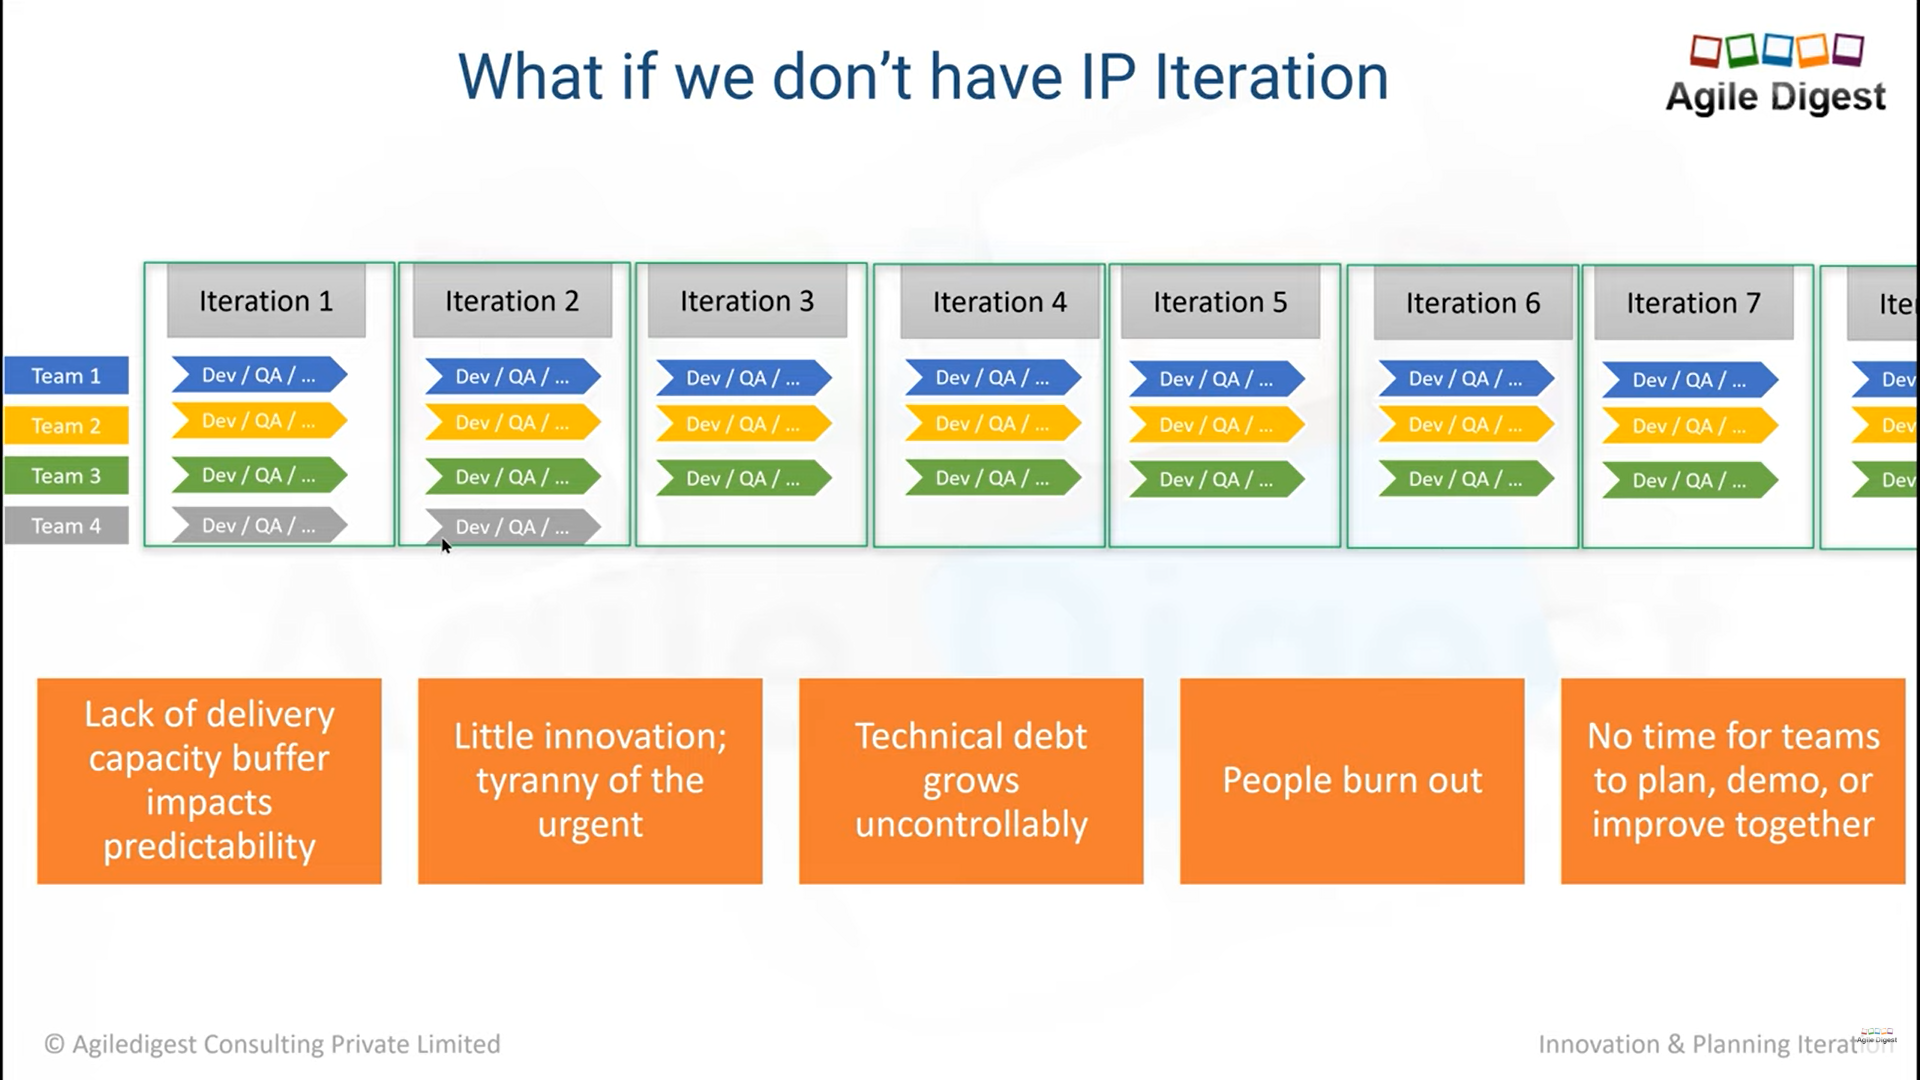 What if we don't have IP Iteration
Agile Digest
Iteration 1 Iteration 2 Iteration 3 Iteration 4 Iteration 5 Iteration 6 Iteration 7 Ite
Team 1 Dev / QA / ... Dev / QA / ... Dev / QA / ... Dev / QA / ... Dev / QA / ... Dev / QA / ... Dev / QA / ... Dev
Team 2 Dev / QA / ... Dev / QA / ... Dev / QA / ... Dev / QA / ... Dev / QA / ... Dev / QA / ... Dev / QA / ... Dev
Team 3 Dev / QA / ... Dev / QA / ... Dev / QA / ... Dev / QA / ... Dev / QA / ... Dev / QA / ... Dev / QA / ... Dev
Team 4 Dev / QA / ... Dev / QA / ...
Agile Digest
Lack of delivery
capacity buffer
impacts
predictability
Little innovation;
tyranny of the
urgent
Technical debt
grows
uncontrollably
People burn out
No time for teams
to plan, demo, or
improve together
© Agiledigest Consulting Private Limited
Innovation & Planning Iteration
Agile Digest